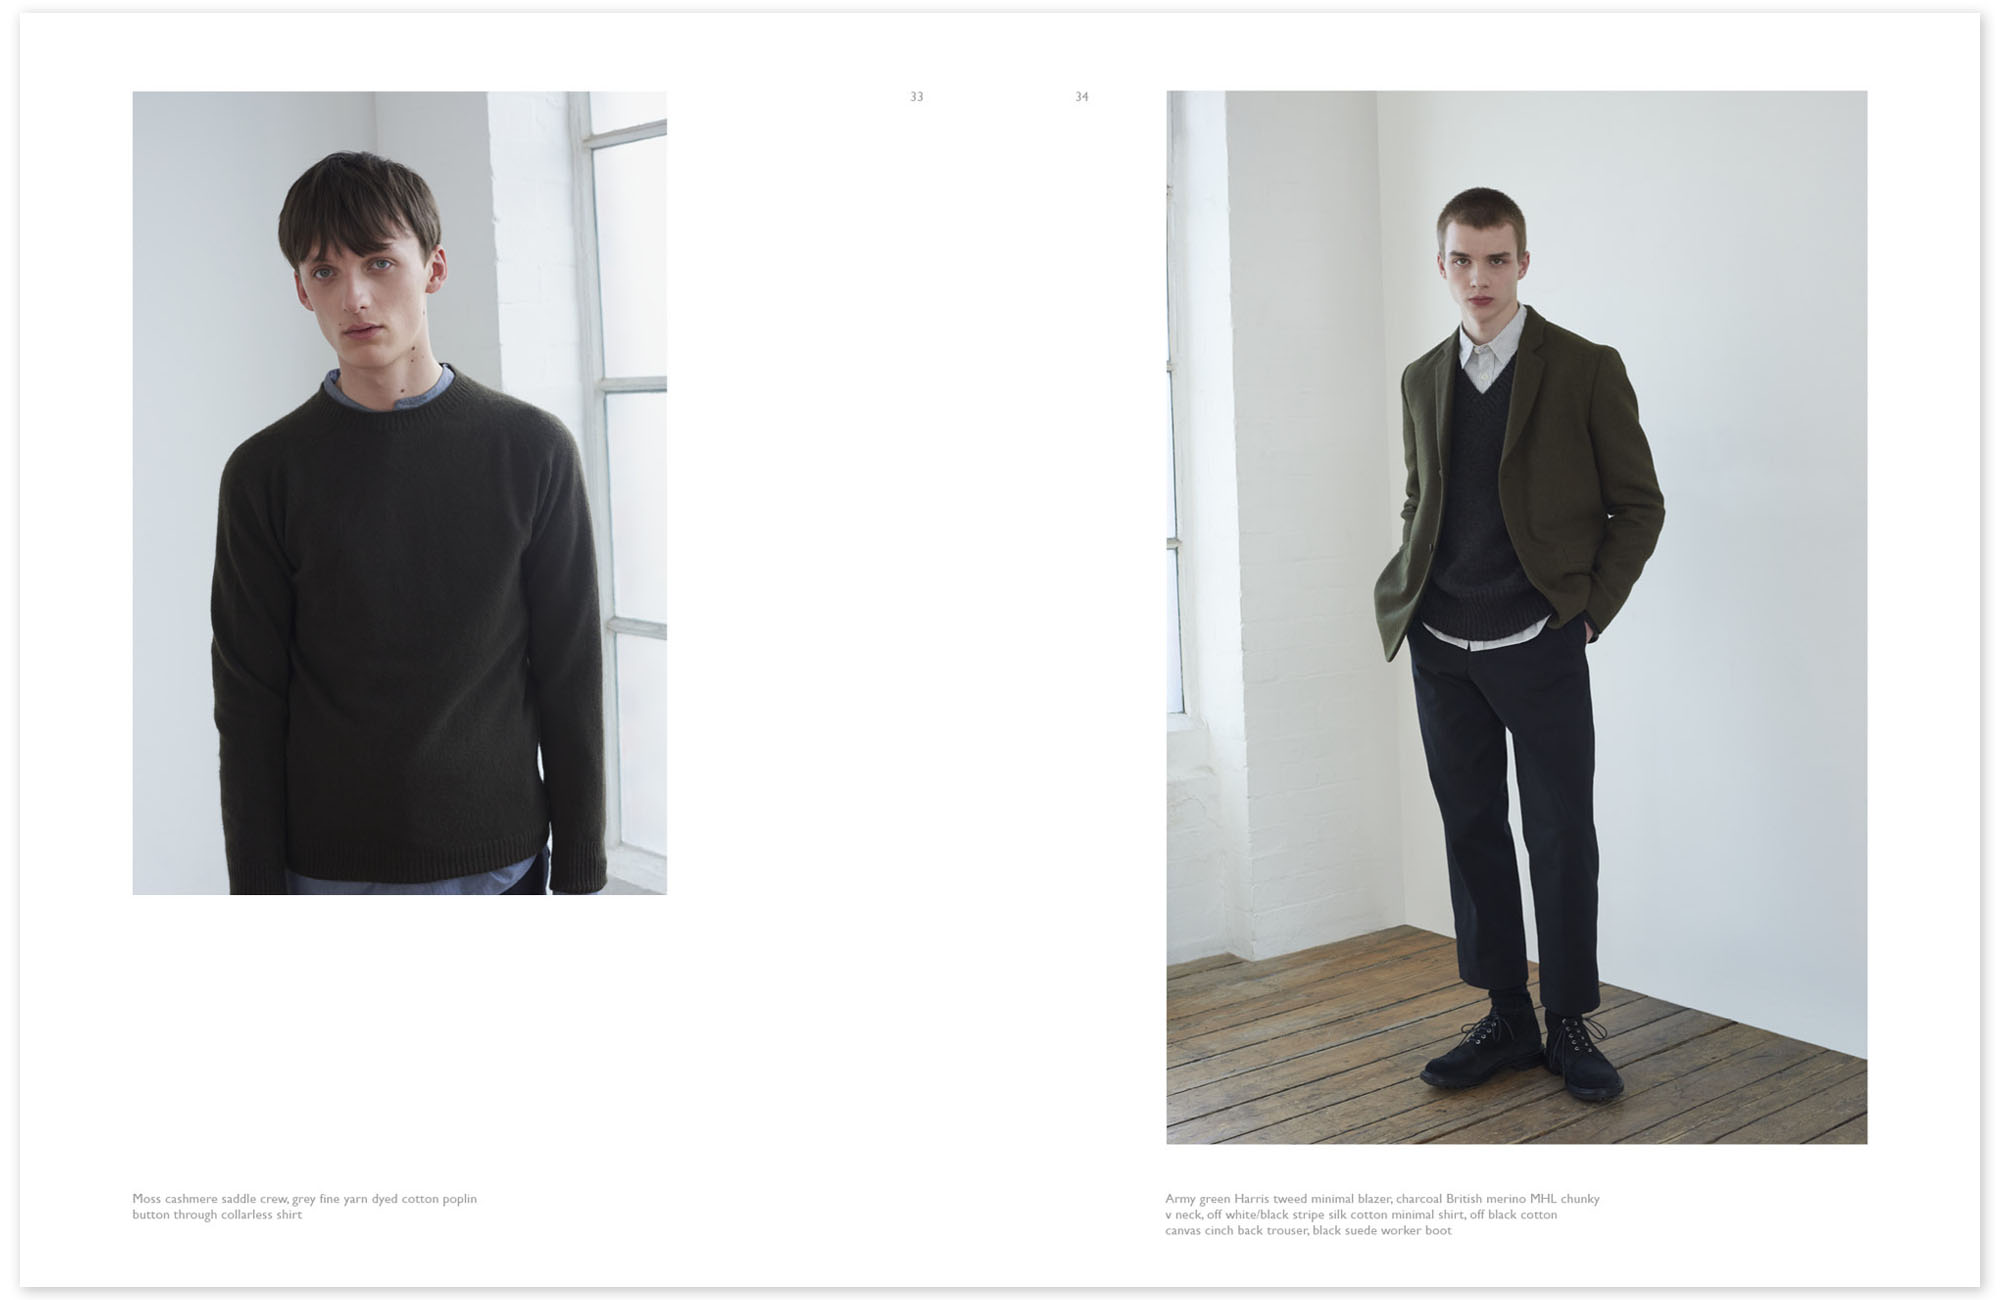 33
34
Moss cashmere saddle crew, grey fine yarn dyed cotton poplin
button through collarless shirt
Army green Harris tweed minimal blazer, charcoal British merino MHL chunky
v neck, off white/black stripe silk cotton minimal shirt, off black cotton
canvas cinch back trouser, black suede worker boot